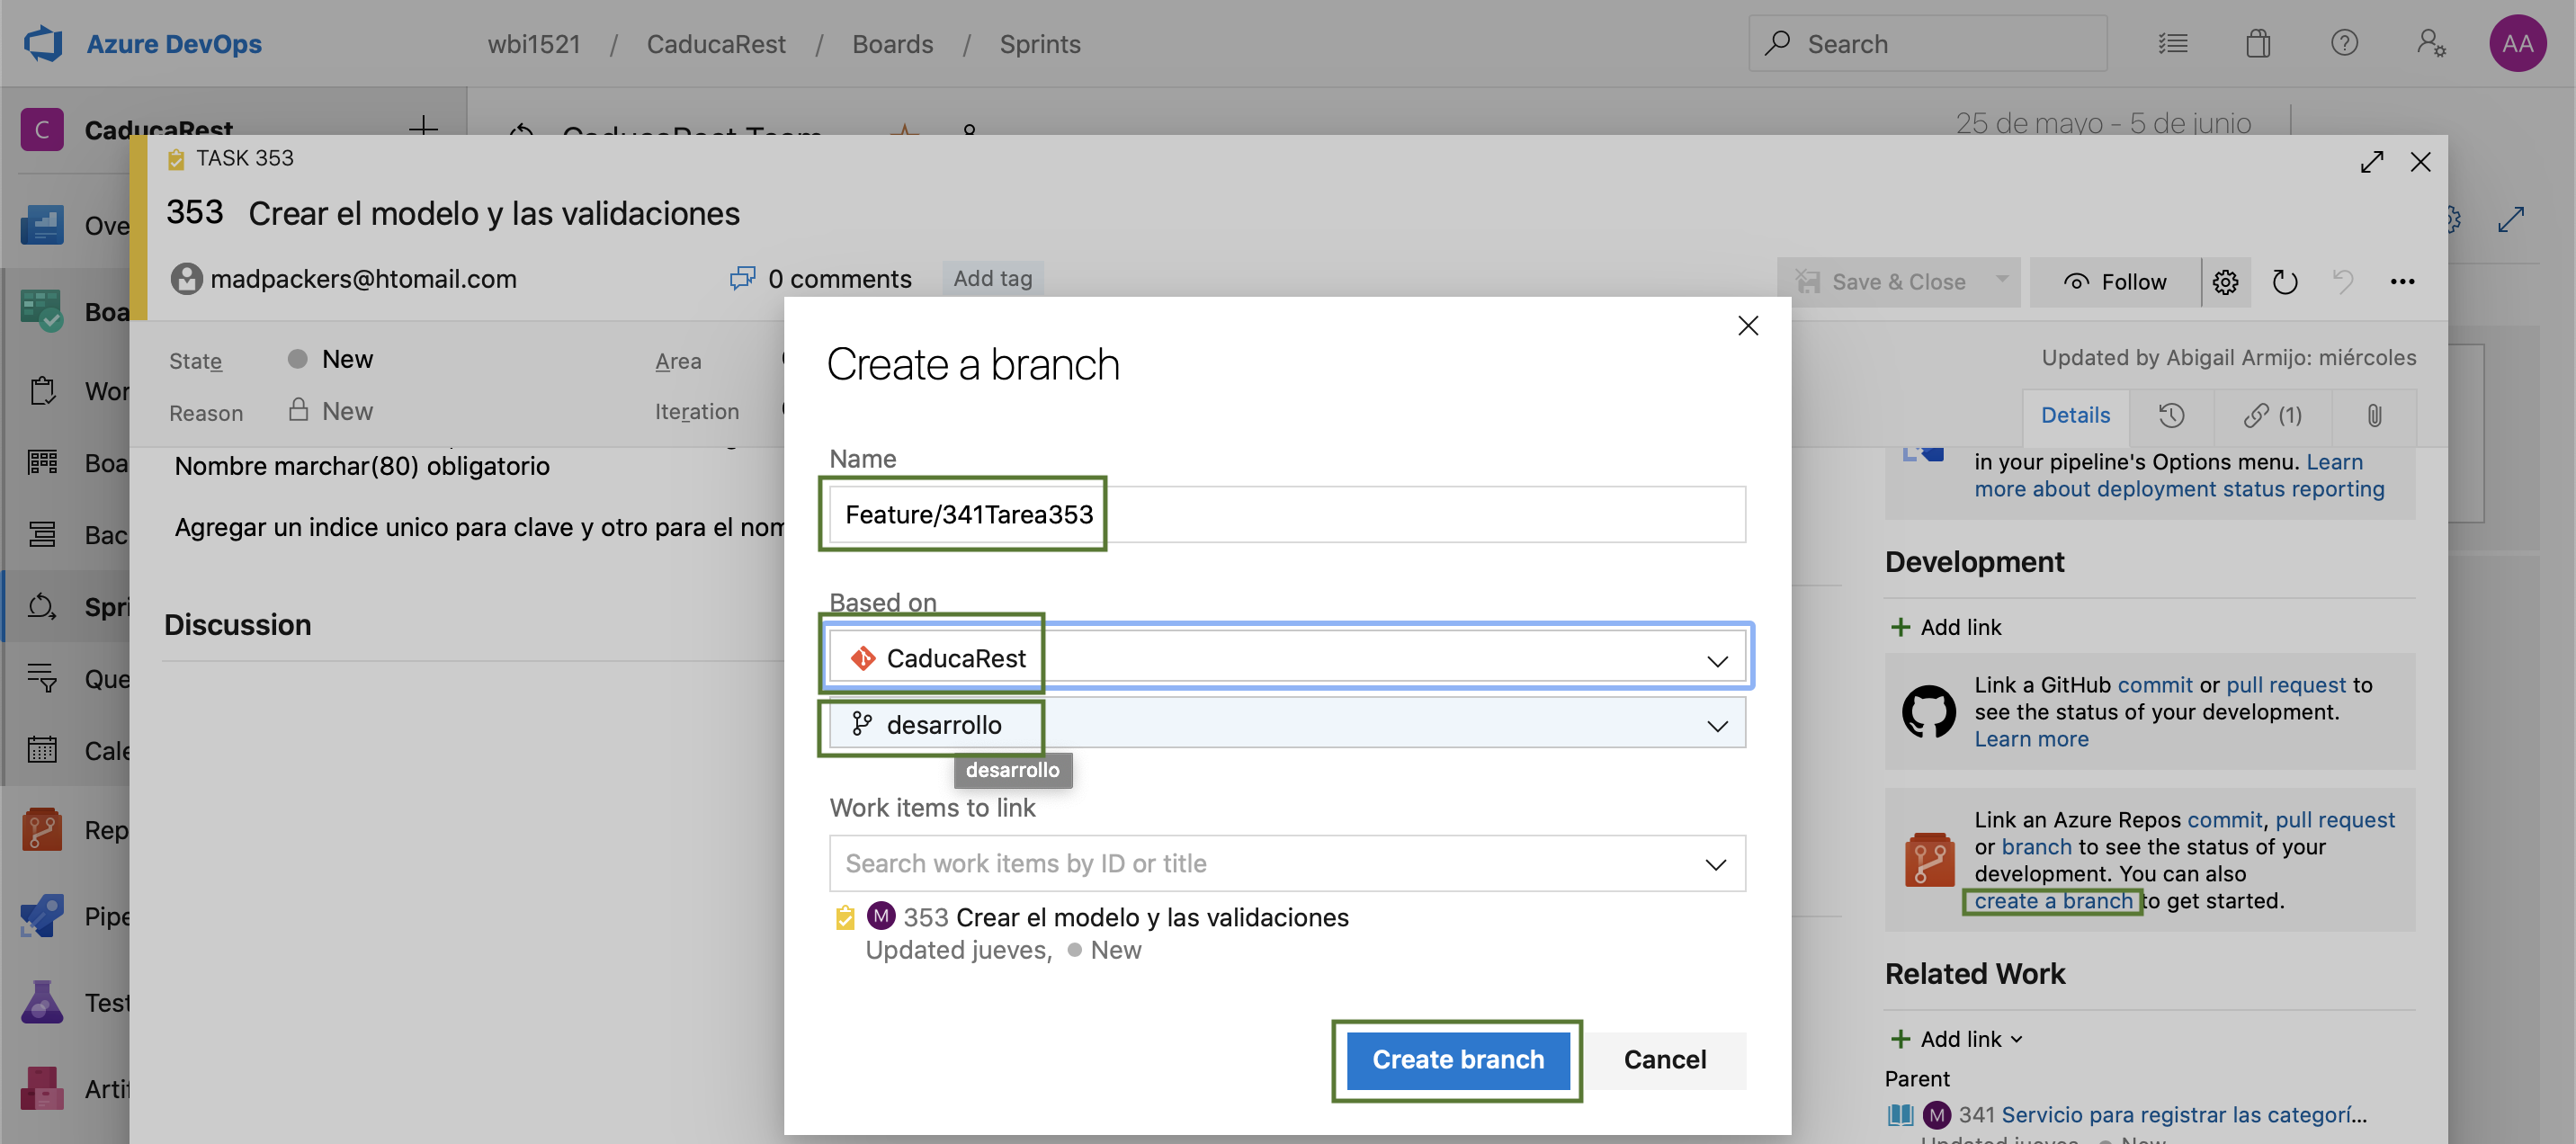 Azure DevOps
wbi1521 / CaducaRest / Boards / Sprints
Search
AA
C CaducaRest
CaducaRest Team
25 de mayo - 5 de junio
TASK 353
353 Crear el modelo y las validaciones
madpackers@htomail.com
0 comments
Add tag
Save & Close
Follow
State New
Area
Reason New
Iteration
Updated by Abigail Armijo: miércoles
Details
(1)
Nombre marchar(80) obligatorio
Agregar un indice unico para clave y otro para el nom
Discussion
Ove
Boa
Wor
Boa
Bac
Spri
Que
Cale
Rep
Pipe
Test
Artif
Create a branch
Name
Feature/341Tarea353
Based on
CaducaRest
desarrollo
desarrollo
Work items to link
Search work items by ID or title
M 353 Crear el modelo y las validaciones
Updated jueves, New
Create branch
Cancel
in your pipeline's Options menu. Learn
more about deployment status reporting
Development
Add link
Link a GitHub commit or pull request to
see the status of your development.
Learn more
Link an Azure Repos commit, pull request
or branch to see the status of your
development. You can also
create a branch to get started.
Related Work
Add link
Parent
M 341 Servicio para registrar las categorí...
Updated jueves, New